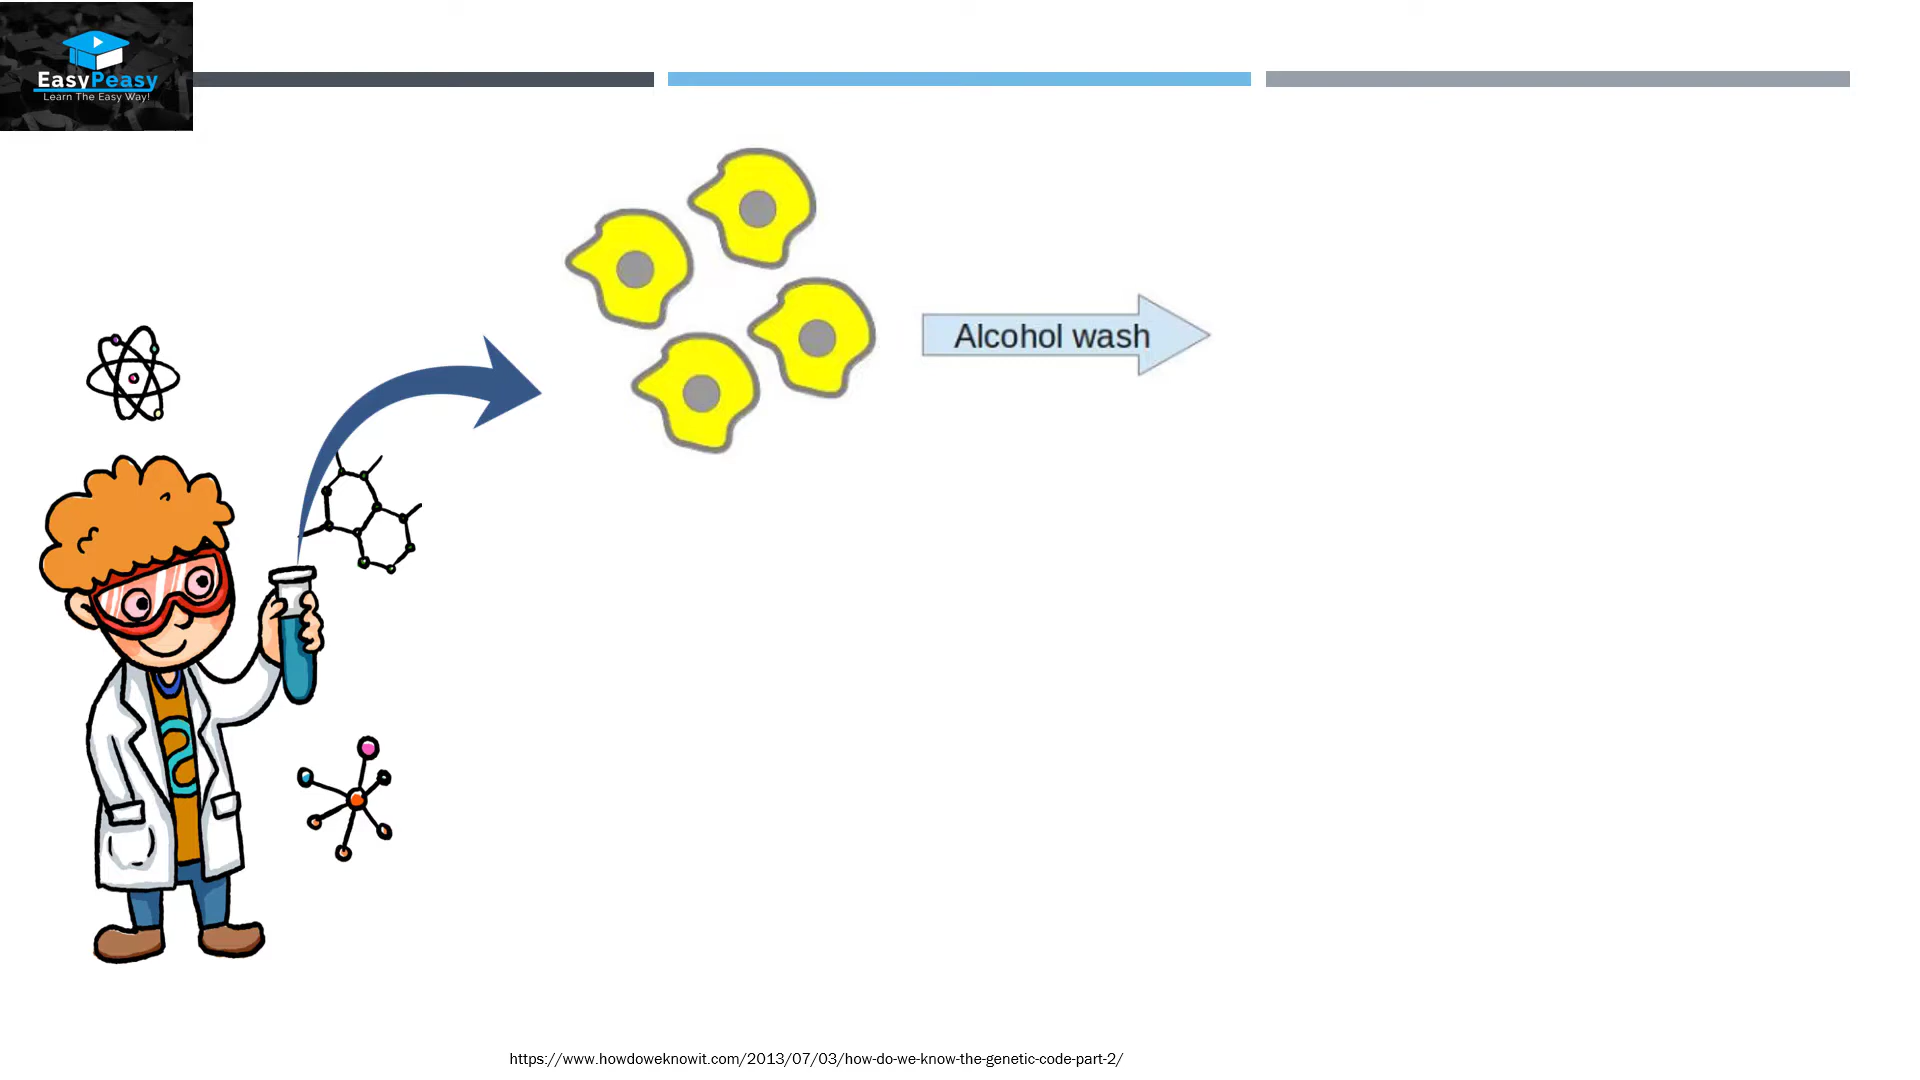 EasyPeasy
Learn The Easy Way!
Alcohol wash
https://www.howdoweknowit.com/2013/07/03/how-do-we-know-the-genetic-code-part-2/